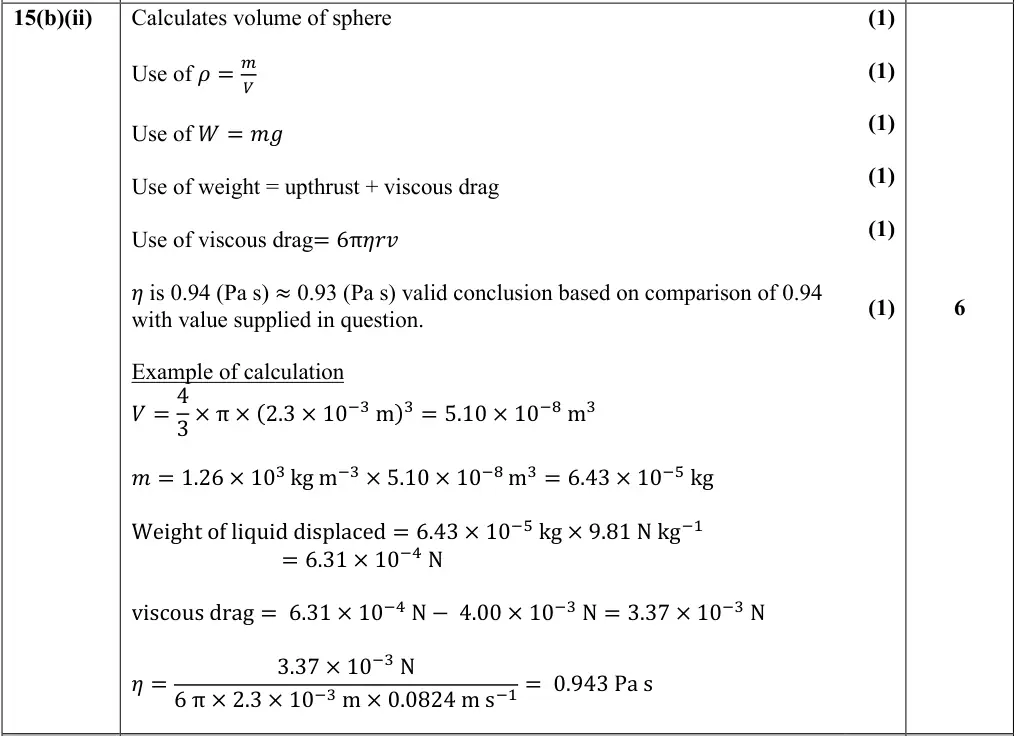 15(b)(ii) Calculates volume of sphere (1)
Use of 𝜌 = 𝑚/𝑉 (1)
Use of 𝑊 = 𝑚𝑔 (1)
Use of weight = upthrust + viscous drag (1)
Use of viscous drag= 6π𝜂𝑟𝑣 (1)
𝜂 is 0.94 (Pa s) ≈ 0.93 (Pa s) valid conclusion based on comparison of 0.94
with value supplied in question. (1) 6
Example of calculation
𝑉 = 4/3 × π × (2.3 × 10⁻³ m)³ = 5.10 × 10⁻⁸ m³
𝑚 = 1.26 × 10³ kg m⁻³ × 5.10 × 10⁻⁸ m³ = 6.43 × 10⁻⁵ kg
Weight of liquid displaced = 6.43 × 10⁻⁵ kg × 9.81 N kg⁻¹
= 6.31 × 10⁻⁴ N
viscous drag = 6.31 × 10⁻⁴ N − 4.00 × 10⁻³ N = 3.37 × 10⁻³ N
𝜂 = 3.37 × 10⁻³ N / 6 π × 2.3 × 10⁻³ m × 0.0824 m s⁻¹ = 0.943 Pa s